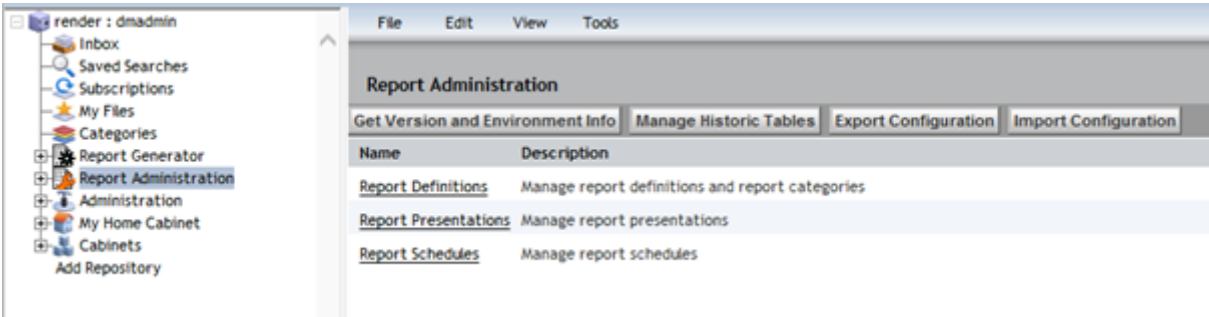 render : dmadmin
Inbox
Saved Searches
Subscriptions
My Files
Categories
Report Generator
Report Administration
Administration
My Home Cabinet
Cabinets
Add Repository
File Edit View Tools
Report Administration
Get Version and Environment Info Manage Historic Tables Export Configuration Import Configuration
Name Description
Report Definitions Manage report definitions and report categories
Report Presentations Manage report presentations
Report Schedules Manage report schedules